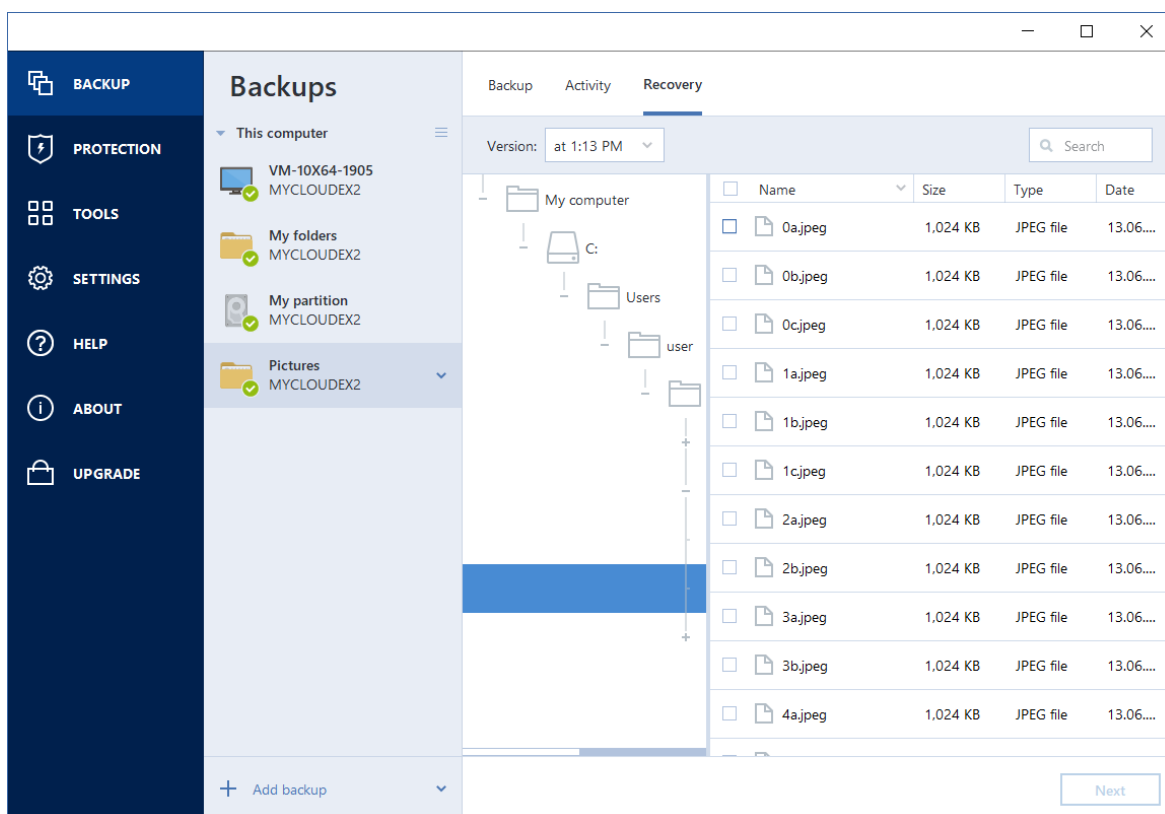 BACKUP
PROTECTION
TOOLS
SETTINGS
HELP
ABOUT
UPGRADE
Backups
This computer
VM-10X64-1905
MYCLOUDEX2
My folders
MYCLOUDEX2
My partition
MYCLOUDEX2
Pictures
MYCLOUDEX2
Add backup
Backup Activity Recovery
Version: at 1:13 PM Search
My computer
C:
Users
user
Name Size Type Date
0a.jpeg 1,024 KB JPEG file 13.06....
0b.jpeg 1,024 KB JPEG file 13.06....
0c.jpeg 1,024 KB JPEG file 13.06....
1a.jpeg 1,024 KB JPEG file 13.06....
1b.jpeg 1,024 KB JPEG file 13.06....
1c.jpeg 1,024 KB JPEG file 13.06....
2a.jpeg 1,024 KB JPEG file 13.06....
2b.jpeg 1,024 KB JPEG file 13.06....
3a.jpeg 1,024 KB JPEG file 13.06....
3b.jpeg 1,024 KB JPEG file 13.06....
4a.jpeg 1,024 KB JPEG file 13.06....
Next